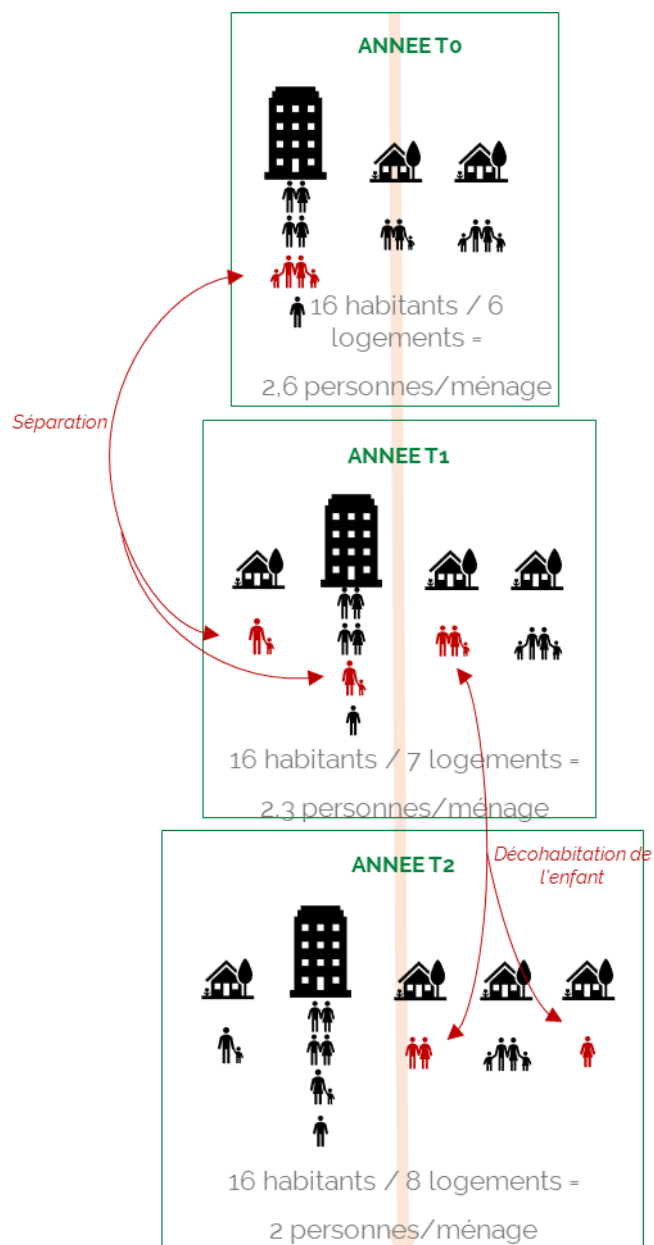 ANNEE T0
16 habitants / 6
logements =
2,6 personnes/ménage
Séparation
ANNEE T1
16 habitants / 7 logements =
2,3 personnes/ménage
Décohabitation de
l'enfant
ANNEE T2
16 habitants / 8 logements =
2 personnes/ménage